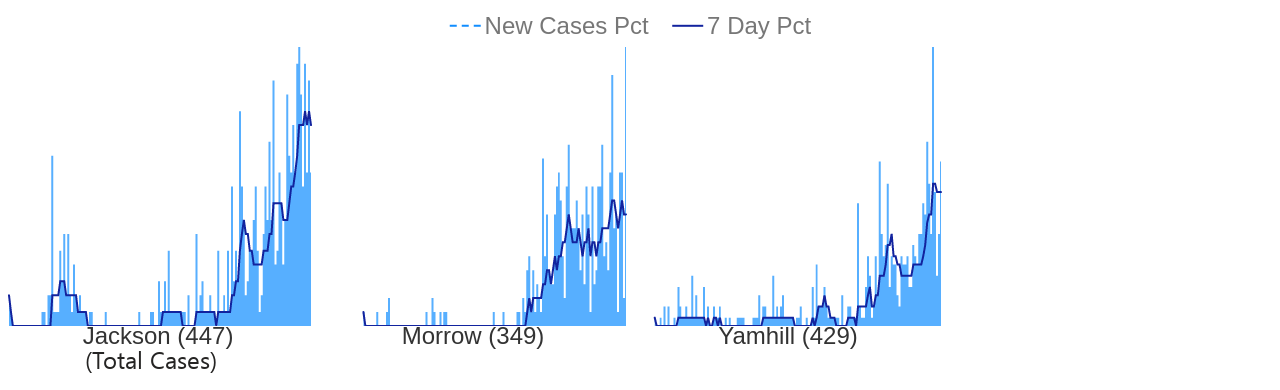 New Cases Pct 7 Day Pct
Jackson (447) Morrow (349) Yamhill (429)
(Total Cases)